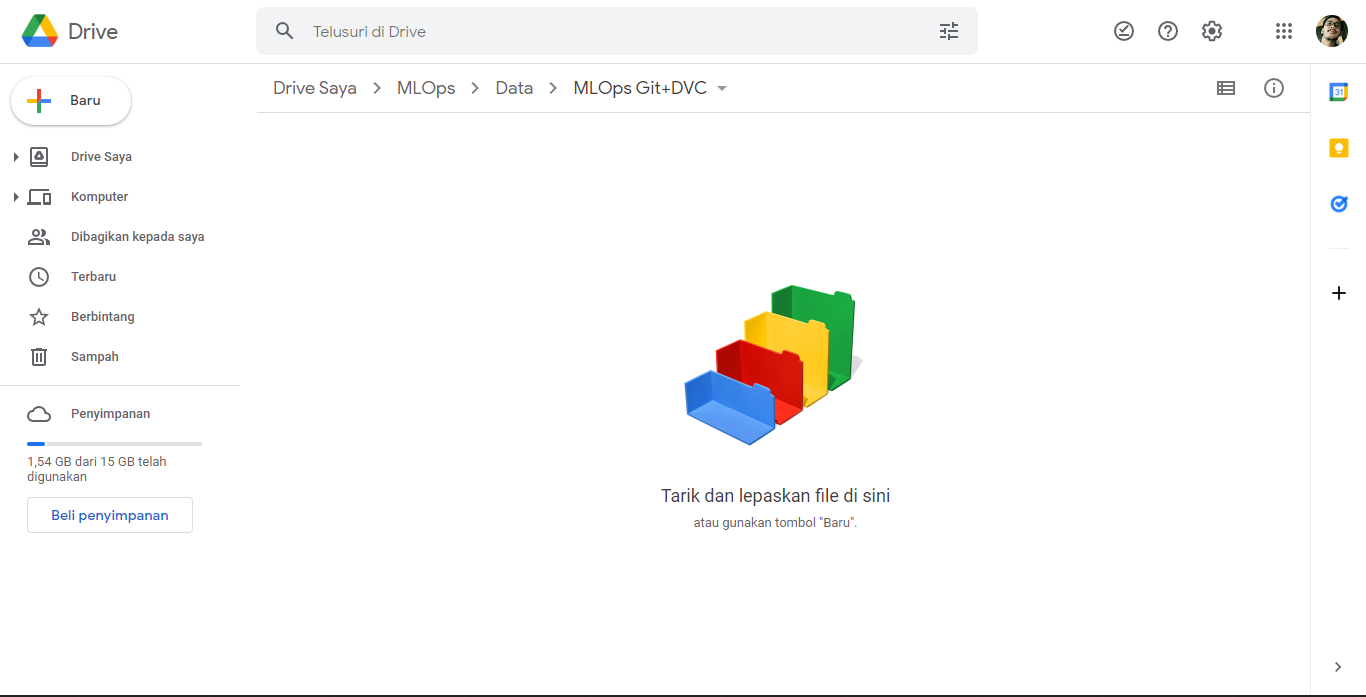 Drive
Telusuri di Drive
Baru
Drive Saya
MLOps
Data
MLOps Git+DVC
Drive Saya
Komputer
Dibagikan kepada saya
Terbaru
Berbintang
Sampah
Penyimpanan
1,54 GB dari 15 GB telah
digunakan
Beli penyimpanan
Tarik dan lepaskan file di sini
atau gunakan tombol "Baru".
31